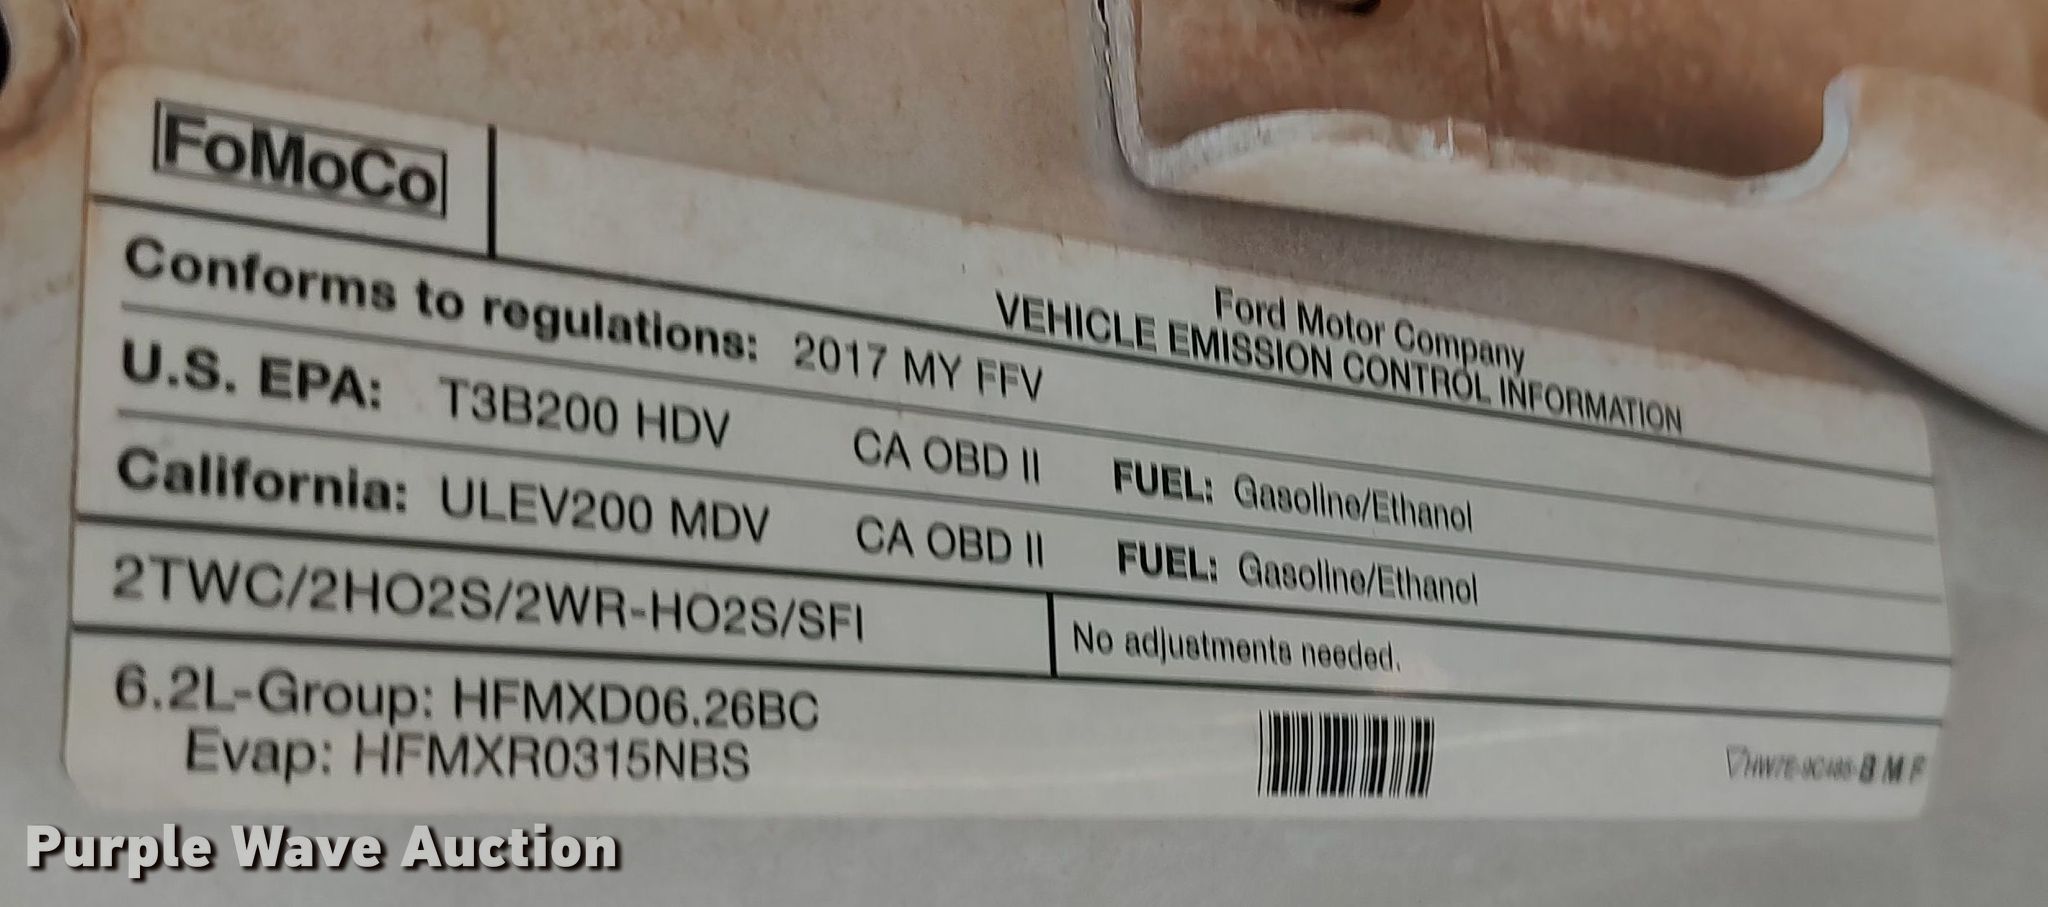 FoMoCo
Ford Motor Company
VEHICLE EMISSION CONTROL INFORMATION
Conforms to regulations: 2017 MY FFV
U.S. EPA: T3B200 HDV CA OBD II FUEL: Gasoline/Ethanol
California: ULEV200 MDV CA OBD II FUEL: Gasoline/Ethanol
2TWC/2HO2S/2WR-HO2S/SFI No adjustments needed.
6.2L-Group: HFMXD06.26BC
Evap: HFMXR0315NBS
B M F
Purple Wave Auction